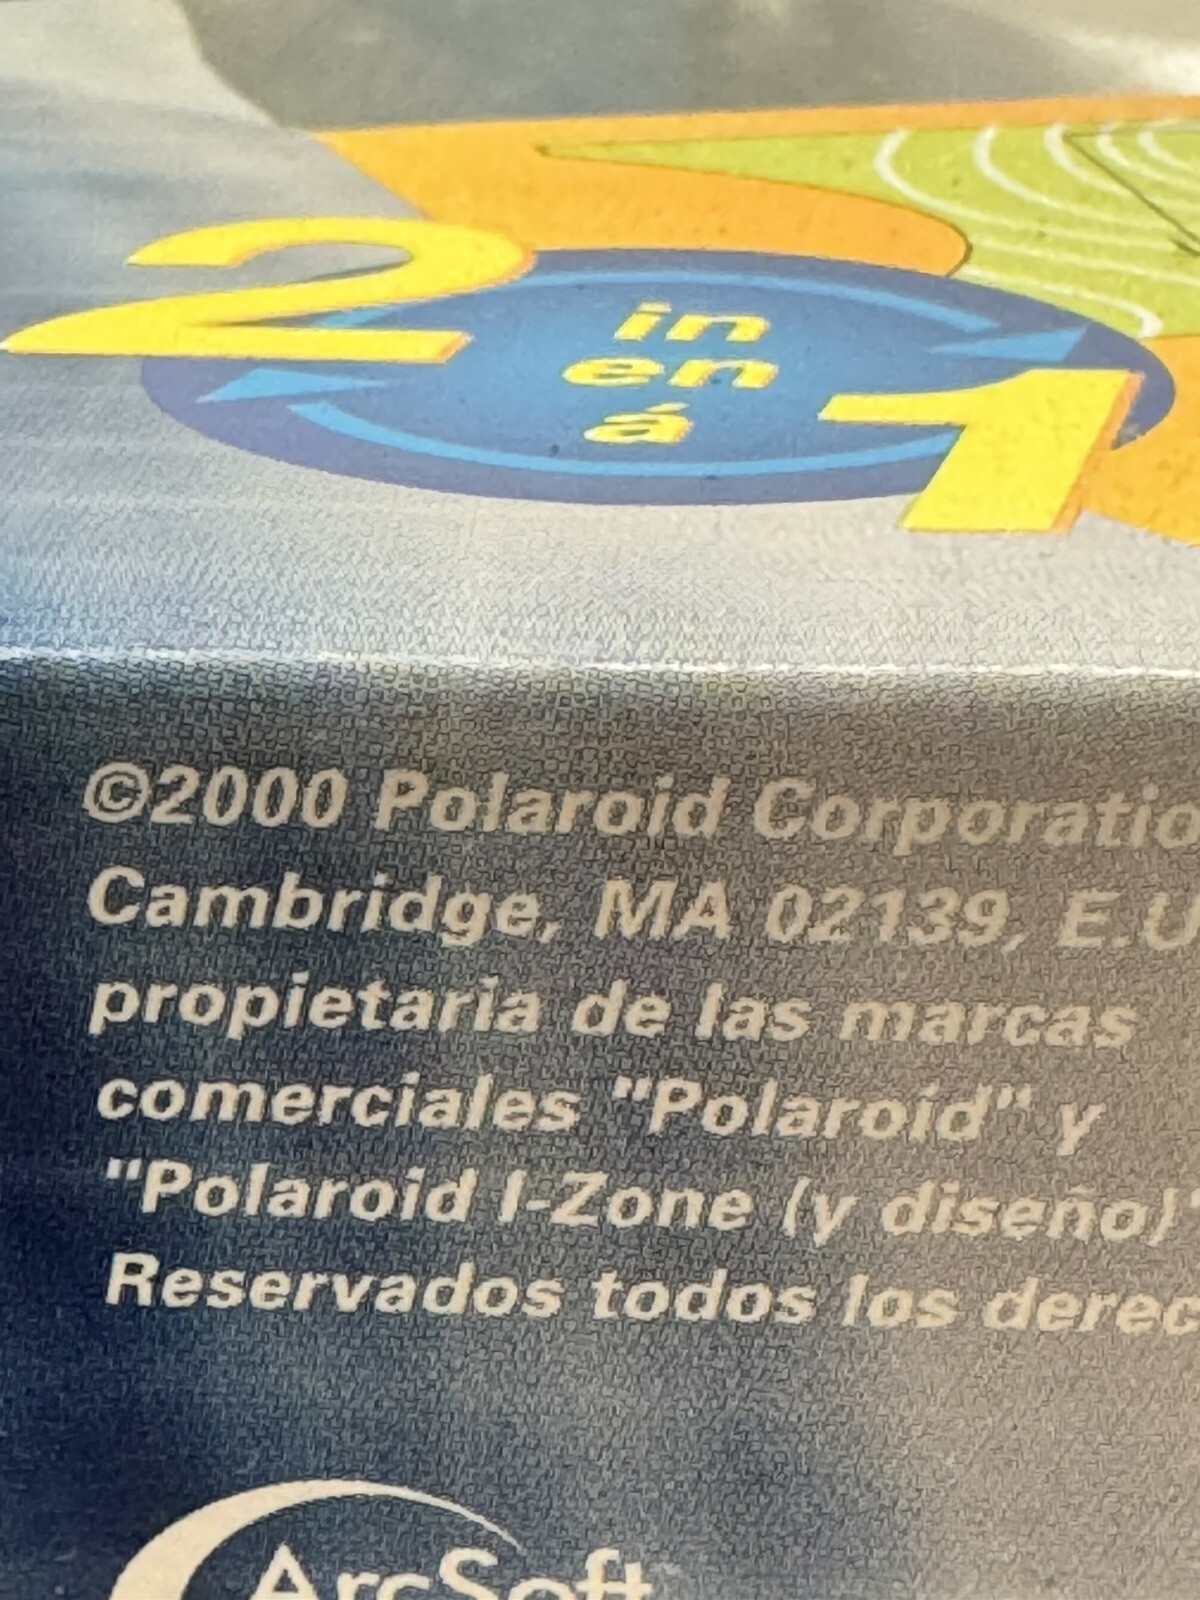 2 in 1
en
á
©2000 Polaroid Corporatio
Cambridge, MA 02139, E.U
propietaria de las marcas
comerciales "Polaroid" y
"Polaroid I-Zone (y diseño)
Reservados todos los derec
ArcSoft